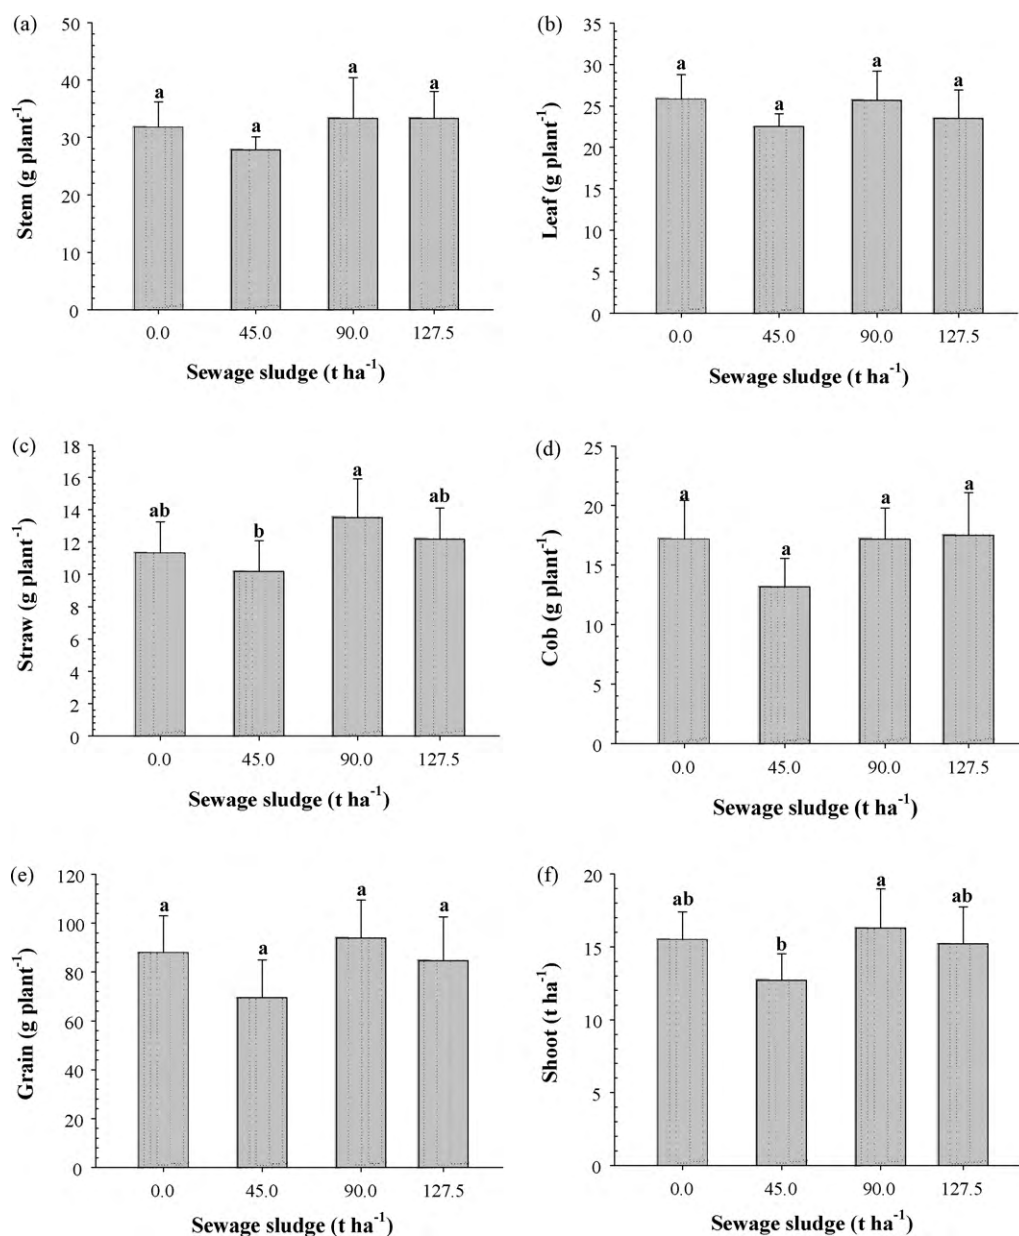 (a)
50
40
30
20
10
0
Stem (g plant⁻¹)
a
a
a
a
0.0 45.0 90.0 127.5
Sewage sludge (t ha⁻¹)
(b)
35
30
25
20
15
10
5
0
Leaf (g plant⁻¹)
a
a
a
a
0.0 45.0 90.0 127.5
Sewage sludge (t ha⁻¹)
(c)
18
16
14
12
10
8
6
4
2
0
Straw (g plant⁻¹)
ab
b
a
ab
0.0 45.0 90.0 127.5
Sewage sludge (t ha⁻¹)
(d)
25
20
15
10
5
0
Cob (g plant⁻¹)
a
a
a
a
0.0 45.0 90.0 127.5
Sewage sludge (t ha⁻¹)
(e)
120
100
80
60
40
20
0
Grain (g plant⁻¹)
a
a
a
a
0.0 45.0 90.0 127.5
Sewage sludge (t ha⁻¹)
(f)
20
15
10
5
0
Shoot (t ha⁻¹)
ab
b
a
ab
0.0 45.0 90.0 127.5
Sewage sludge (t ha⁻¹)